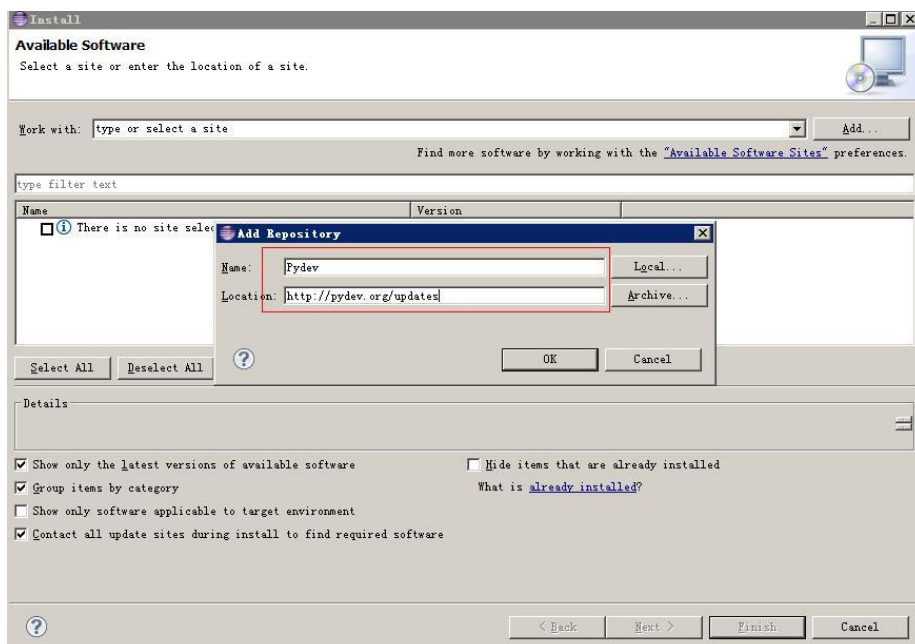 Install
Available Software
Select a site or enter the location of a site.
Work with: type or select a site Add...
Find more software by working with the "Available Software Sites" preferences.
type filter text
Name Version
There is no site selec
Add Repository
Name: Pydev Local...
Location: http://pydev.org/updates Archive...
OK Cancel
Select All Deselect All
Details
Show only the latest versions of available software Hide items that are already installed
Group items by category What is already installed?
Show only software applicable to target environment
Contact all update sites during install to find required software
< Back Next > Finish Cancel